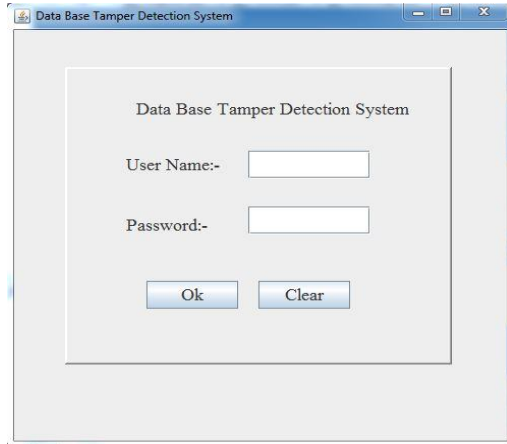 Data Base Tamper Detection System
Data Base Tamper Detection System
User Name:-
Password:-
Ok Clear